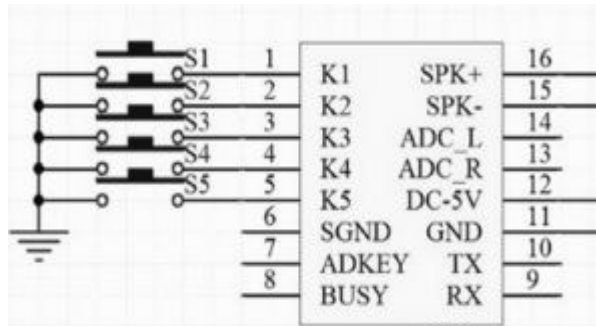 S1 1 K1 SPK+ 16
S2 2 K2 SPK- 15
S3 3 K3 ADC_L 14
S4 4 K4 ADC_R 13
S5 5 K5 DC-5V 12
6 SGND GND 11
7 ADKEY TX 10
8 BUSY RX 9